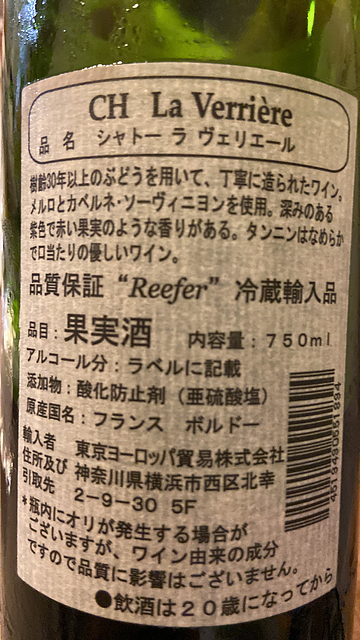 CH La Verrière
品名 シャトー ラ ヴェリエール
樹齢30年以上のぶどうを用いて、丁寧に造られたワイン。
メルロとカベルネ・ソーヴィニヨンを使用。深みのある
紫色で赤い果実のような香りがある。タンニンはなめらか
で口当たりの優しいワイン。
品質保証 “Reefer” 冷蔵輸入品
品目：果実酒 内容量：750ml
アルコール分：ラベルに記載
添加物：酸化防止剤（亜硫酸塩）
原産国名：フランス ボルドー
輸入者 東京ヨーロッパ貿易株式会社
住所及び 神奈川県横浜市西区北幸
引取先 2-9-30 5F
*瓶内にオリが発生する場合が
ございますが、ワイン由来の成分
ですので品質に影響はございません。
●飲酒は20歳になってから